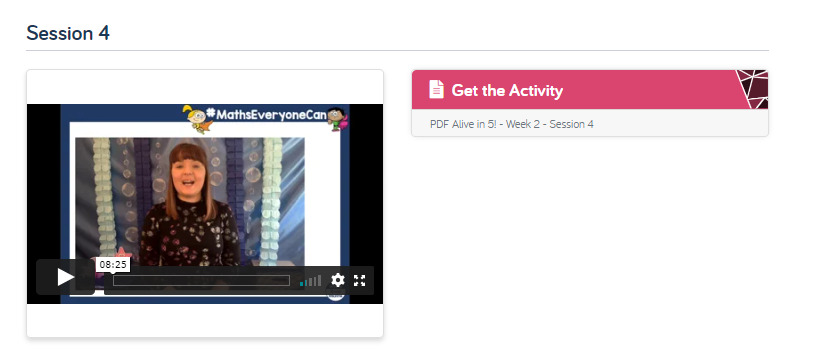 Session 4
#MathsEveryoneCan
08:25
Get the Activity
PDF Alive in 5! - Week 2 - Session 4